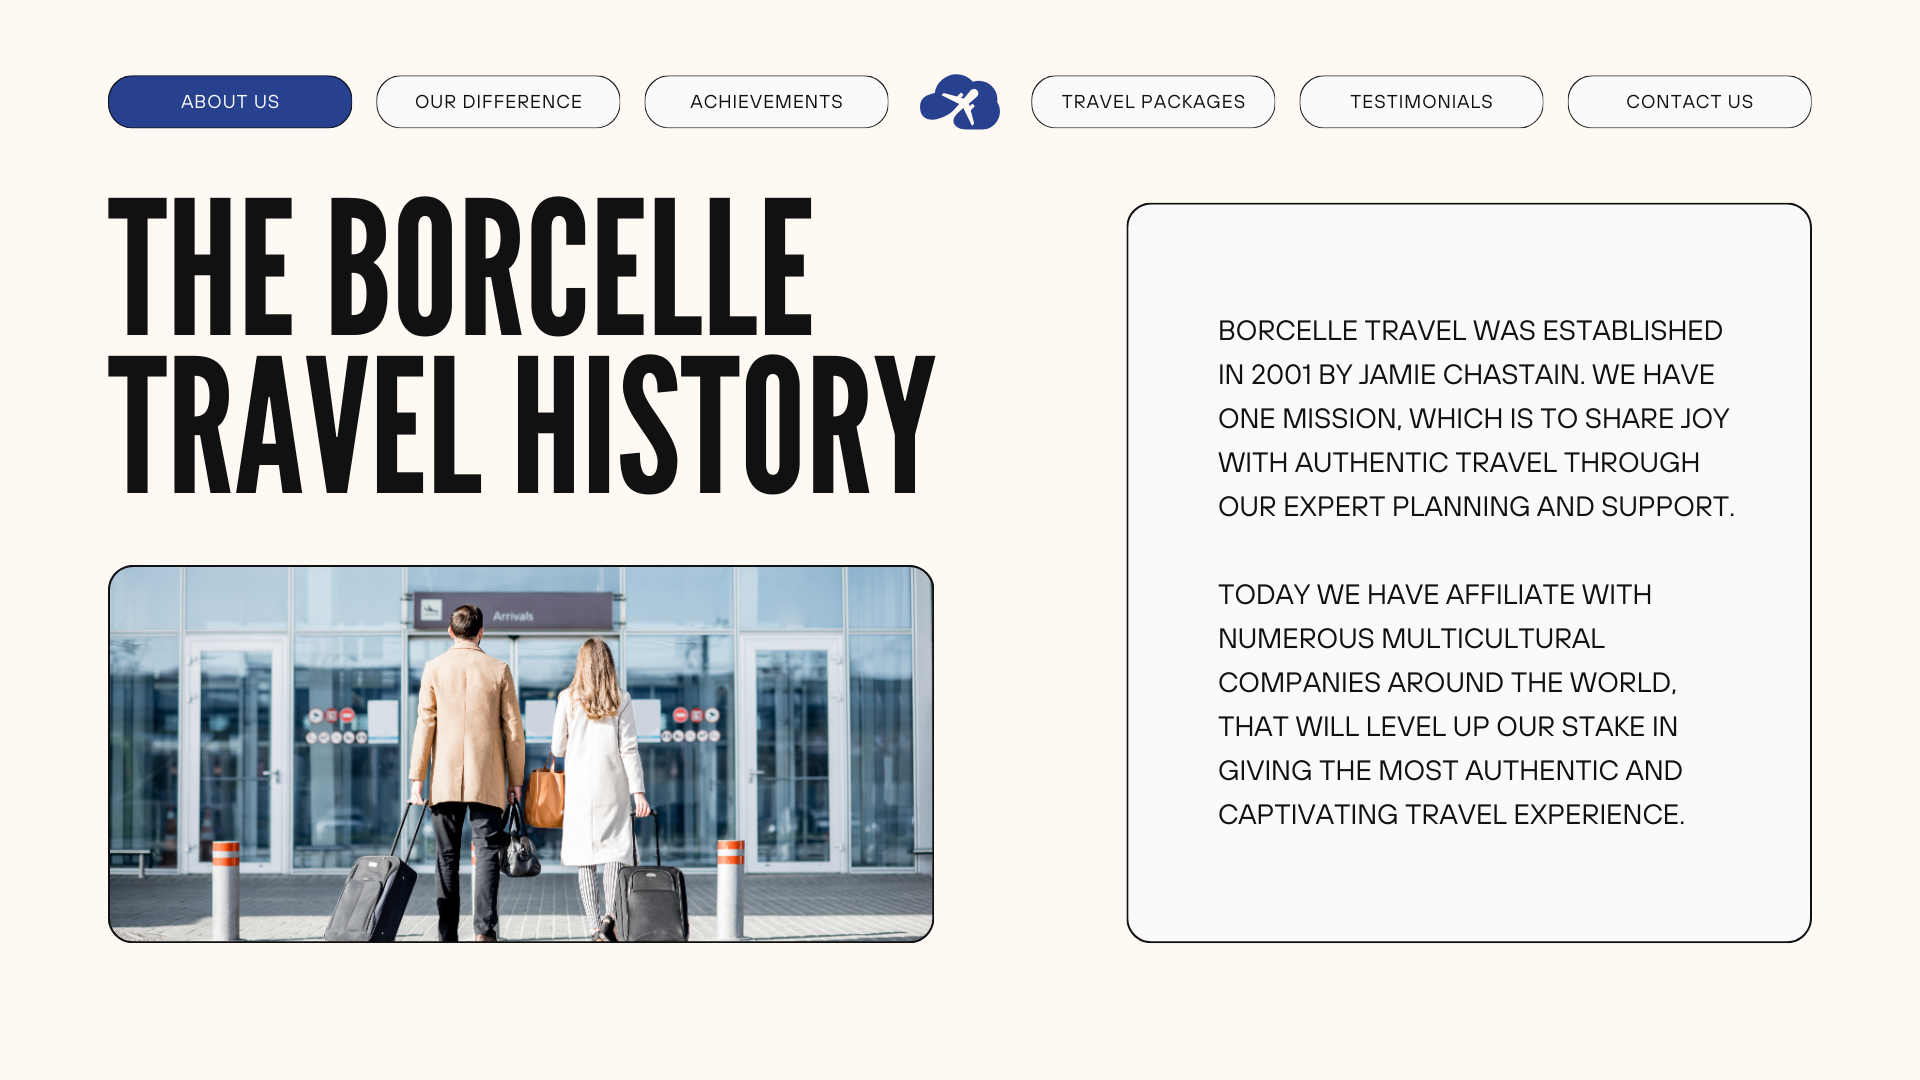 ABOUT US
OUR DIFFERENCE
ACHIEVEMENTS
TRAVEL PACKAGES
TESTIMONIALS
CONTACT US
THE BORCELLE
TRAVEL HISTORY
Arrivals
BORCELLE TRAVEL WAS ESTABLISHED
IN 2001 BY JAMIE CHASTAIN. WE HAVE
ONE MISSION, WHICH IS TO SHARE JOY
WITH AUTHENTIC TRAVEL THROUGH
OUR EXPERT PLANNING AND SUPPORT.
TODAY WE HAVE AFFILIATE WITH
NUMEROUS MULTICULTURAL
COMPANIES AROUND THE WORLD,
THAT WILL LEVEL UP OUR STAKE IN
GIVING THE MOST AUTHENTIC AND
CAPTIVATING TRAVEL EXPERIENCE.